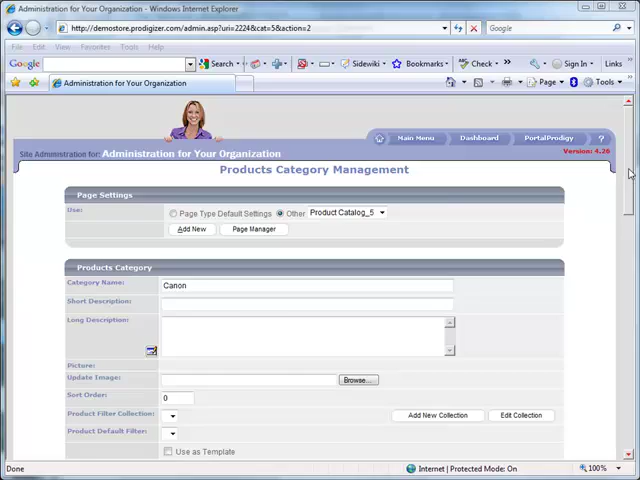 Administration for Your Organization - Windows Internet Explorer
http://demostore.prodigizer.com/admin.asp?uri=2224&cat=5&action=2
Google
File Edit View Favorites Tools Help
Google Search Sidewiki Bookmarks Check Sign In Links
Administration for Your Organization
Page Tools
Main Menu Dashboard PortalProdigy ?
Site Administration for: Administration for Your Organization
Version: 4.26
Products Category Management
Page Settings
Use: Page Type Default Settings Other Product Catalog_5
Add New Page Manager
Products Category
Category Name: Canon
Short Description:
Long Description:
Picture:
Update Image: Browse...
Sort Order: 0
Product Filter Collection: Add New Collection Edit Collection
Product Default Filter:
Use as Template
Done Internet | Protected Mode: On 100%